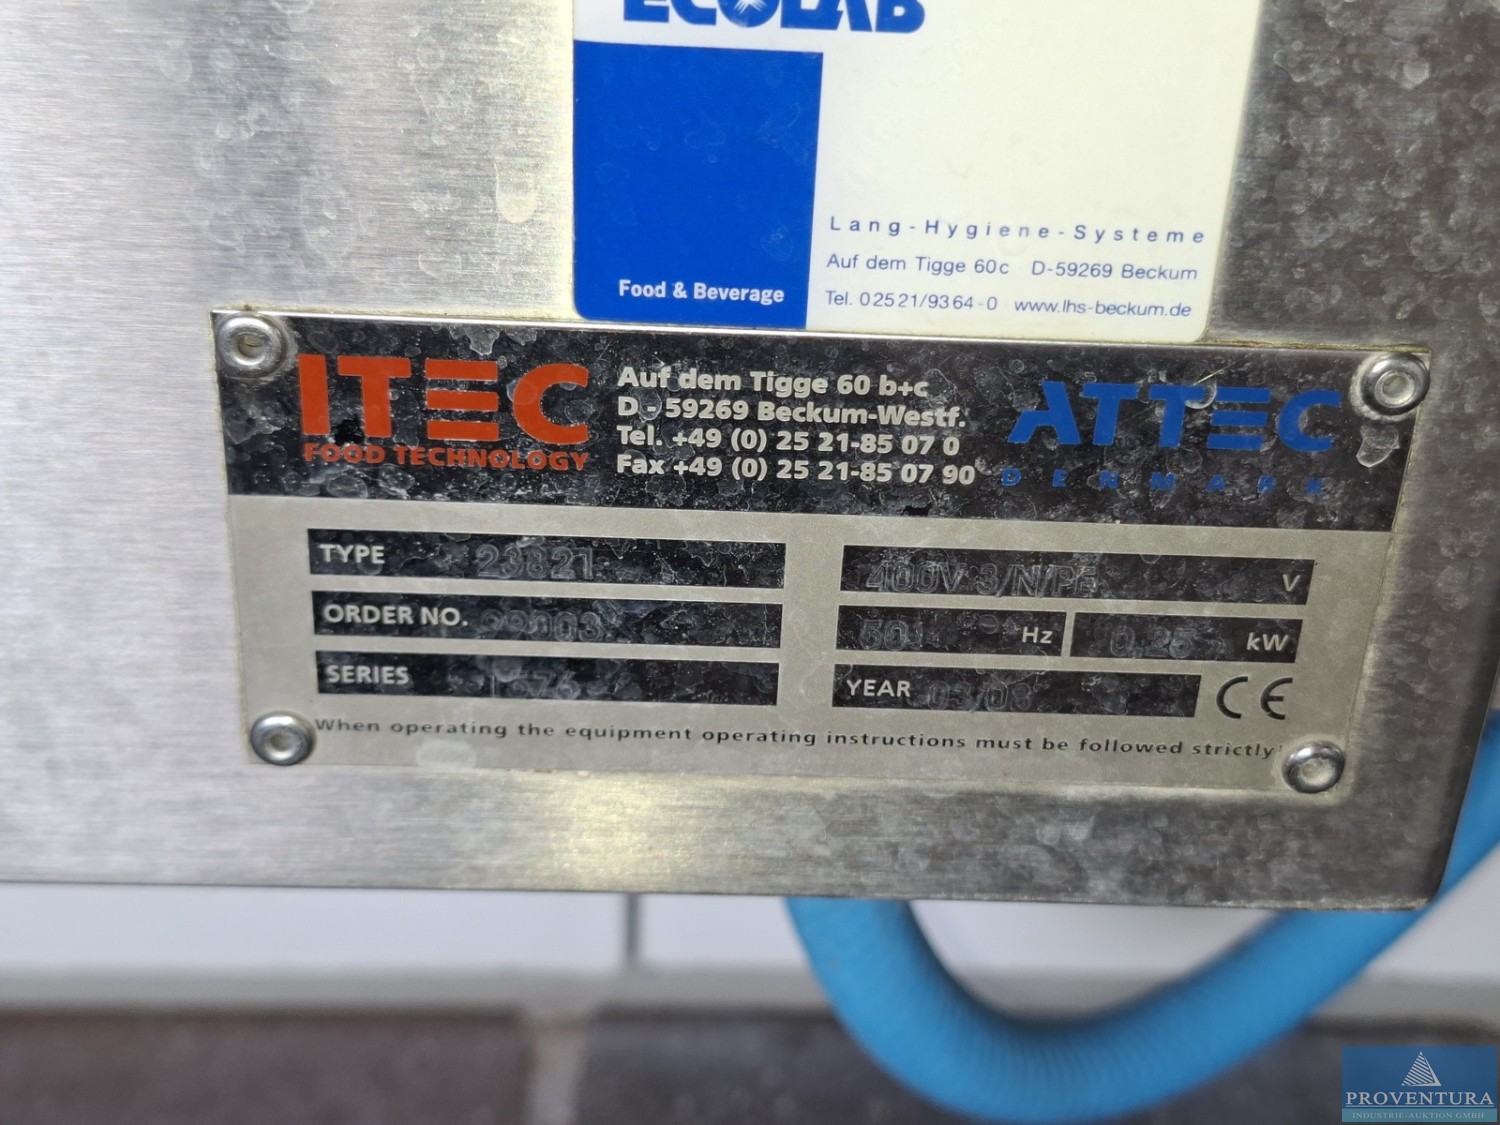 ECOLAB
Lang-Hygiene-Systeme
Auf dem Tigge 60c D-59269 Beckum
Food & Beverage
Tel. 02521/9364-0 www.lhs-beckum.de
ITEC
FOOD TECHNOLOGY
Auf dem Tigge 60 b+c
D - 59269 Beckum-Westf.
Tel. +49 (0) 25 21-85 07 0
Fax +49 (0) 25 21-85 07 90
ATTEC
DENMARK
TYPE 23821
400V 3/N/PE V
ORDER NO.
50 Hz
0,25 kW
SERIES
YEAR 03/08
CE
When operating the equipment operating instructions must be followed strictly!
PROVENTURA
INDUSTRIE-AUKTION GMBH